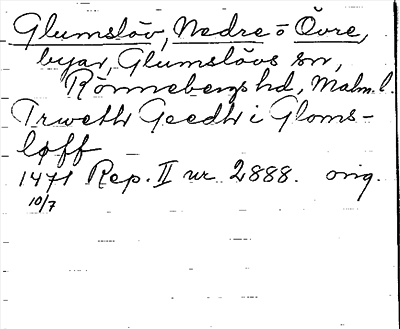 Glumslöv, Nedre o Övre,
byar, Glumslövs sn,
Rönnebergs hd, Malm. l.
Trweth Geedh i Gloms-
løff
1471 Rep. II nr 2888. orig.
10/7